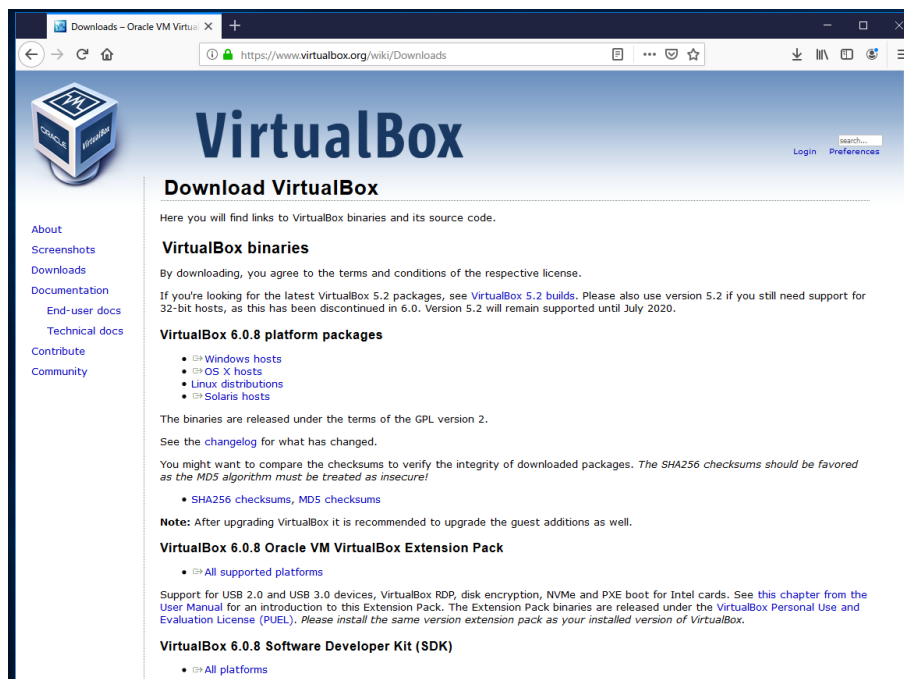 Downloads – Oracle VM Virtua
https://www.virtualbox.org/wiki/Downloads
ORACLE
VirtualBox
VirtualBox
search...
Login Preferences
Download VirtualBox
Here you will find links to VirtualBox binaries and its source code.
About
Screenshots
Downloads
Documentation
End-user docs
Technical docs
Contribute
Community
VirtualBox binaries
By downloading, you agree to the terms and conditions of the respective license.
If you're looking for the latest VirtualBox 5.2 packages, see VirtualBox 5.2 builds. Please also use version 5.2 if you still need support for
32-bit hosts, as this has been discontinued in 6.0. Version 5.2 will remain supported until July 2020.
VirtualBox 6.0.8 platform packages
Windows hosts
OS X hosts
Linux distributions
Solaris hosts
The binaries are released under the terms of the GPL version 2.
See the changelog for what has changed.
You might want to compare the checksums to verify the integrity of downloaded packages. The SHA256 checksums should be favored
as the MD5 algorithm must be treated as insecure!
SHA256 checksums, MD5 checksums
Note: After upgrading VirtualBox it is recommended to upgrade the guest additions as well.
VirtualBox 6.0.8 Oracle VM VirtualBox Extension Pack
All supported platforms
Support for USB 2.0 and USB 3.0 devices, VirtualBox RDP, disk encryption, NVMe and PXE boot for Intel cards. See this chapter from the
User Manual for an introduction to this Extension Pack. The Extension Pack binaries are released under the VirtualBox Personal Use and
Evaluation License (PUEL). Please install the same version extension pack as your installed version of VirtualBox.
VirtualBox 6.0.8 Software Developer Kit (SDK)
All platforms